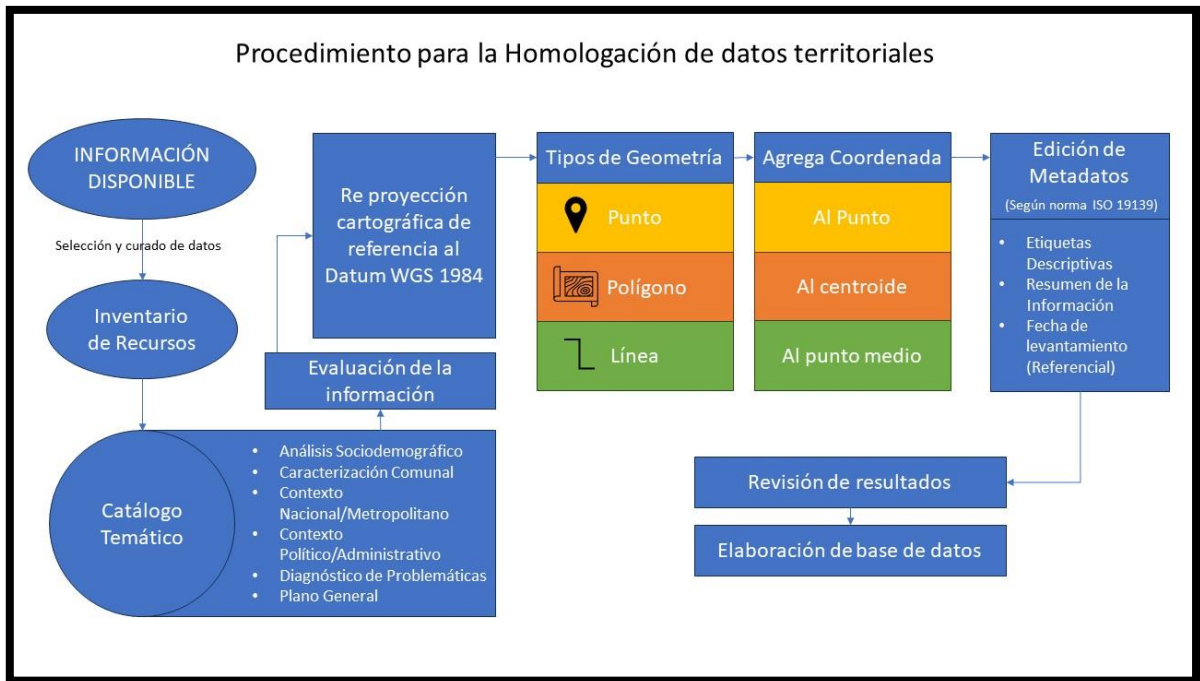 Procedimiento para la Homologación de datos territoriales
INFORMACIÓN
DISPONIBLE
Selección y curado de datos
Inventario
de Recursos
Catálogo
Temático
• Análisis Sociodemográfico
• Caracterización Comunal
• Contexto
Nacional/Metropolitano
• Contexto
Político/Administrativo
• Diagnóstico de Problemáticas
• Plano General
Evaluación de la
información
Re proyección
cartográfica de
referencia al
Datum WGS 1984
Tipos de Geometría
Punto
Polígono
Línea
Agrega Coordenada
Al Punto
Al centroide
Al punto medio
Edición de
Metadatos
(Según norma ISO 19139)
• Etiquetas
Descriptivas
• Resumen de la
Información
• Fecha de
levantamiento
(Referencial)
Revisión de resultados
Elaboración de base de datos